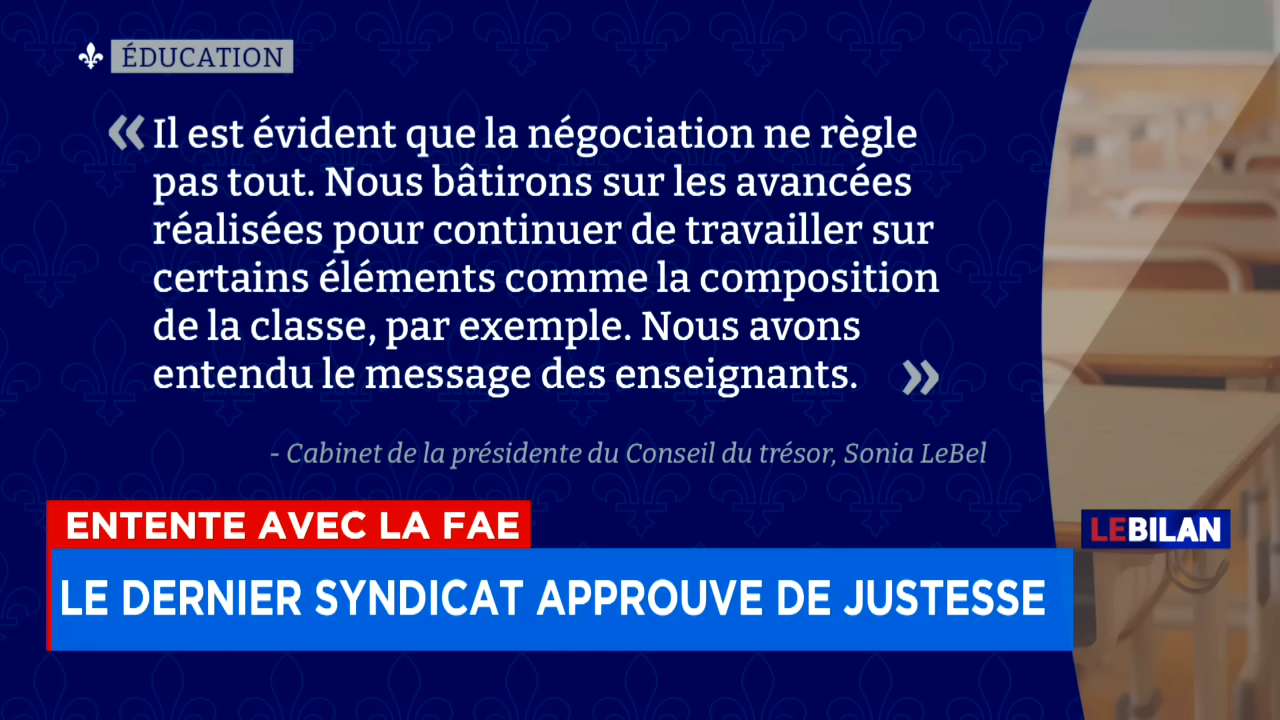 ÉDUCATION
« Il est évident que la négociation ne règle
pas tout. Nous bâtirons sur les avancées
réalisées pour continuer de travailler sur
certains éléments comme la composition
de la classe, par exemple. Nous avons
entendu le message des enseignants. »
- Cabinet de la présidente du Conseil du trésor, Sonia LeBel
ENTENTE AVEC LA FAE
LEBILAN
LE DERNIER SYNDICAT APPROUVE DE JUSTESSE